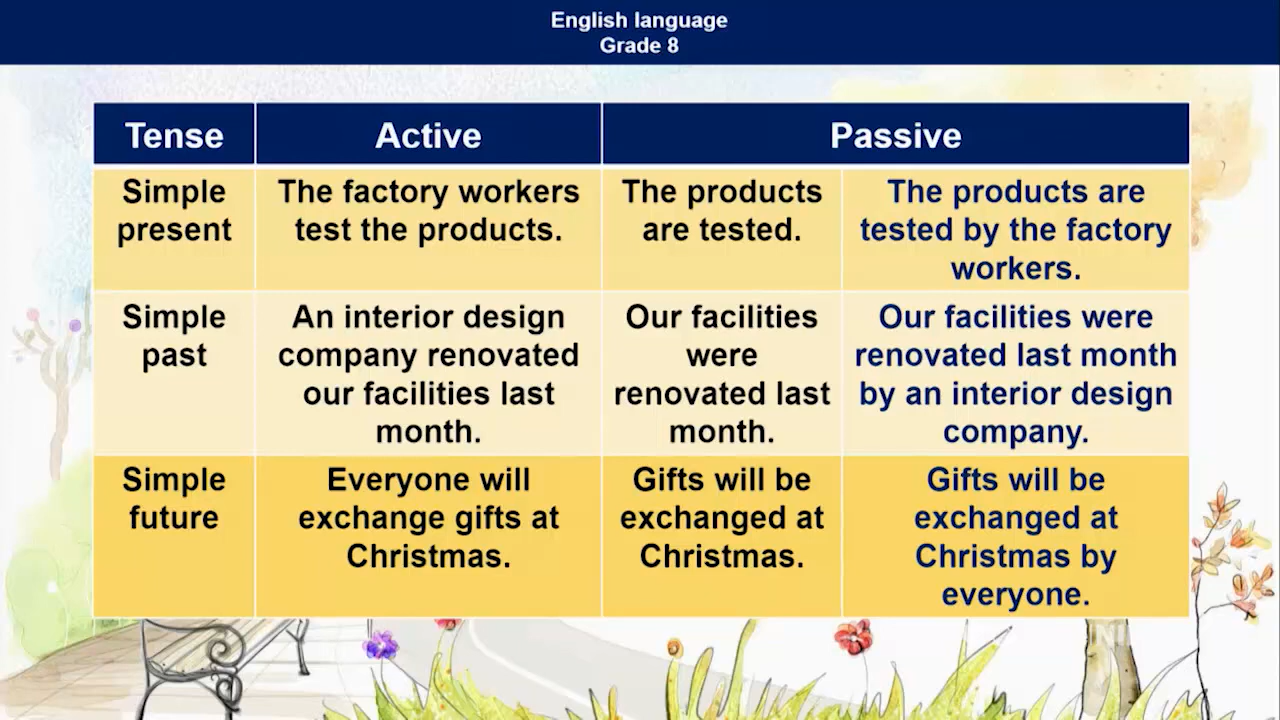 English language
Grade 8
Tense
Active
Passive
Simple
present
The factory workers
test the products.
The products
are tested.
The products are
tested by the factory
workers.
Simple
past
An interior design
company renovated
our facilities last
month.
Our facilities
were
renovated last
month.
Our facilities were
renovated last month
by an interior design
company.
Simple
future
Everyone will
exchange gifts at
Christmas.
Gifts will be
exchanged at
Christmas.
Gifts will be
exchanged at
Christmas by
everyone.